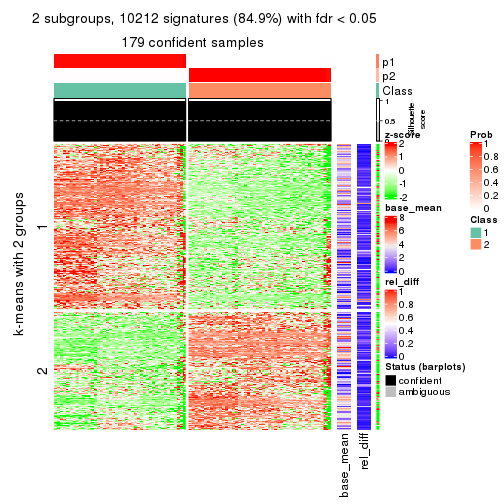 2 subgroups, 10212 signatures (84.9%) with fdr < 0.05
179 confident samples
p1
p2
Class
1
0.5
0
Silhouette
score
k-means with 2 groups
1
2
z-score
2
1
0
-1
-2
base_mean
8
6
4
2
0
rel_diff
1
0.8
0.6
0.4
0.2
0
Status (barplots)
confident
ambiguous
Prob
1
0.8
0.6
0.4
0.2
0
Class
1
2
base_mean
rel_diff